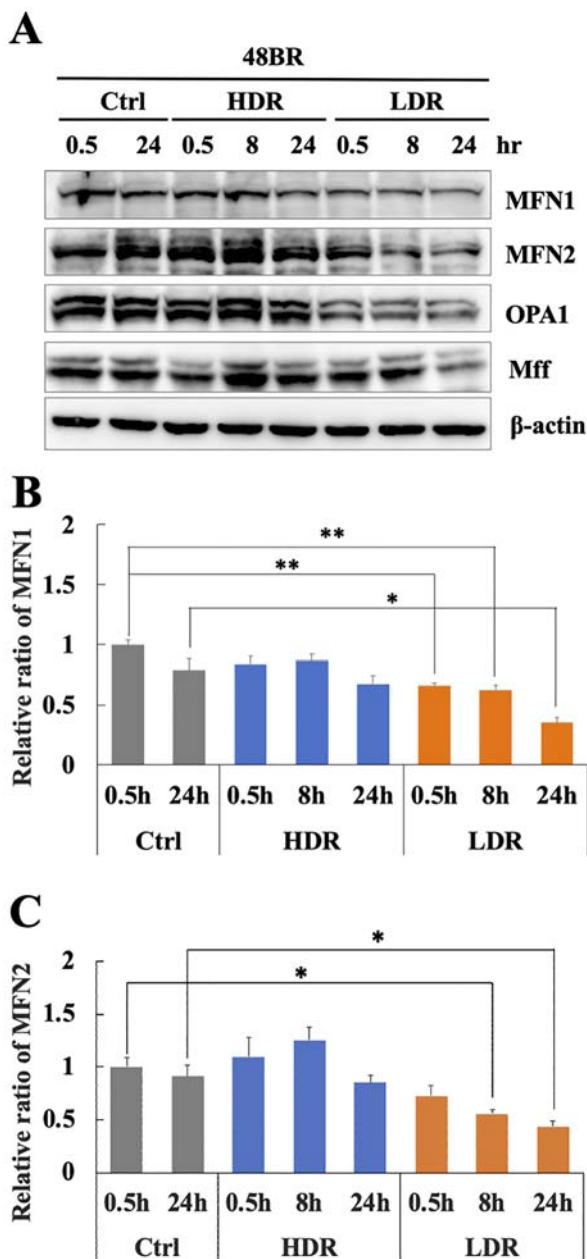 A
48BR
Ctrl HDR LDR
0.5 24 0.5 8 24 0.5 8 24 hr
MFN1
MFN2
OPA1
Mff
β-actin
B
Relative ratio of MFN1
2
**
1.5
**
*
1
0.5
0
0.5h 24h 0.5h 8h 24h 0.5h 8h 24h
Ctrl HDR LDR
C
Relative ratio of MFN2
2
*
1.5
*
1
0.5
0
0.5h 24h 0.5h 8h 24h 0.5h 8h 24h
Ctrl HDR LDR